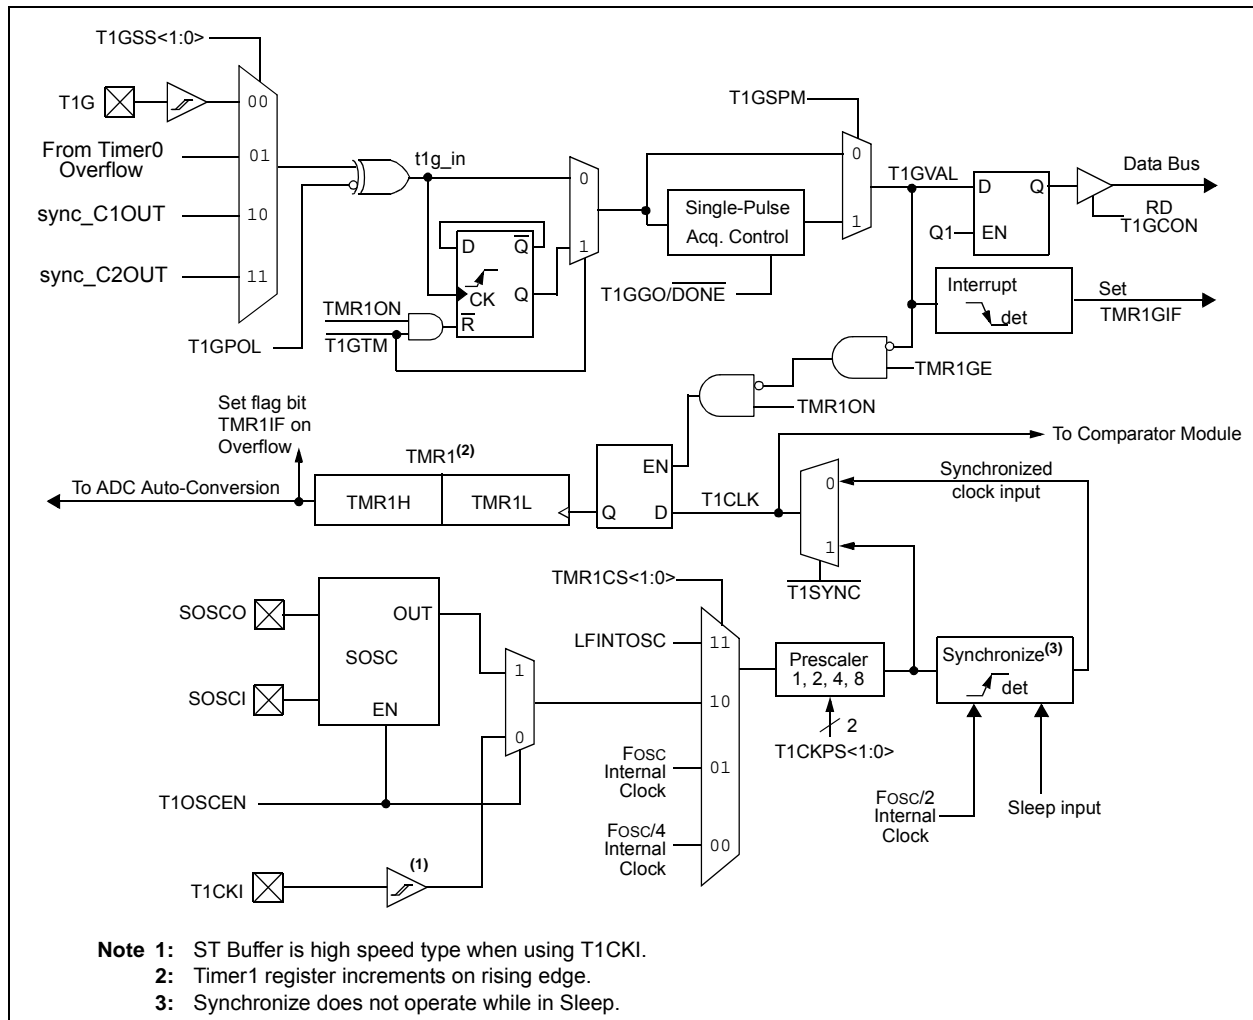 T1GSS<1:0>
T1G
00
T1GSPM
From Timer0
Overflow
01
t1g_in
0
0
T1GVAL
D
Q
Data Bus
sync_C1OUT
10
D
Q
1
Single-Pulse
Acq. Control
1
Q1
EN
RD
T1GCON
sync_C2OUT
11
CK
Q
T1GGO/DONE
Interrupt
det
Set
TMR1GIF
TMR1ON
R
T1GTM
T1GPOL
TMR1GE
TMR1ON
Set flag bit
TMR1IF on
Overflow
TMR1(2)
To Comparator Module
EN
Synchronized
clock input
To ADC Auto-Conversion
TMR1H
TMR1L
Q
D
T1CLK
0
1
T1SYNC
TMR1CS<1:0>
SOSCO
OUT
LFINTOSC
11
SOSC
Prescaler
1, 2, 4, 8
Synchronize(3)
det
SOSCI
1
10
EN
0
2
T1CKPS<1:0>
FOSC
Internal
Clock
01
T1OSCEN
FOSC/2
Internal
Clock
Sleep input
FOSC/4
Internal
Clock
00
(1)
T1CKI
Note 1: ST Buffer is high speed type when using T1CKI.
2: Timer1 register increments on rising edge.
3: Synchronize does not operate while in Sleep.